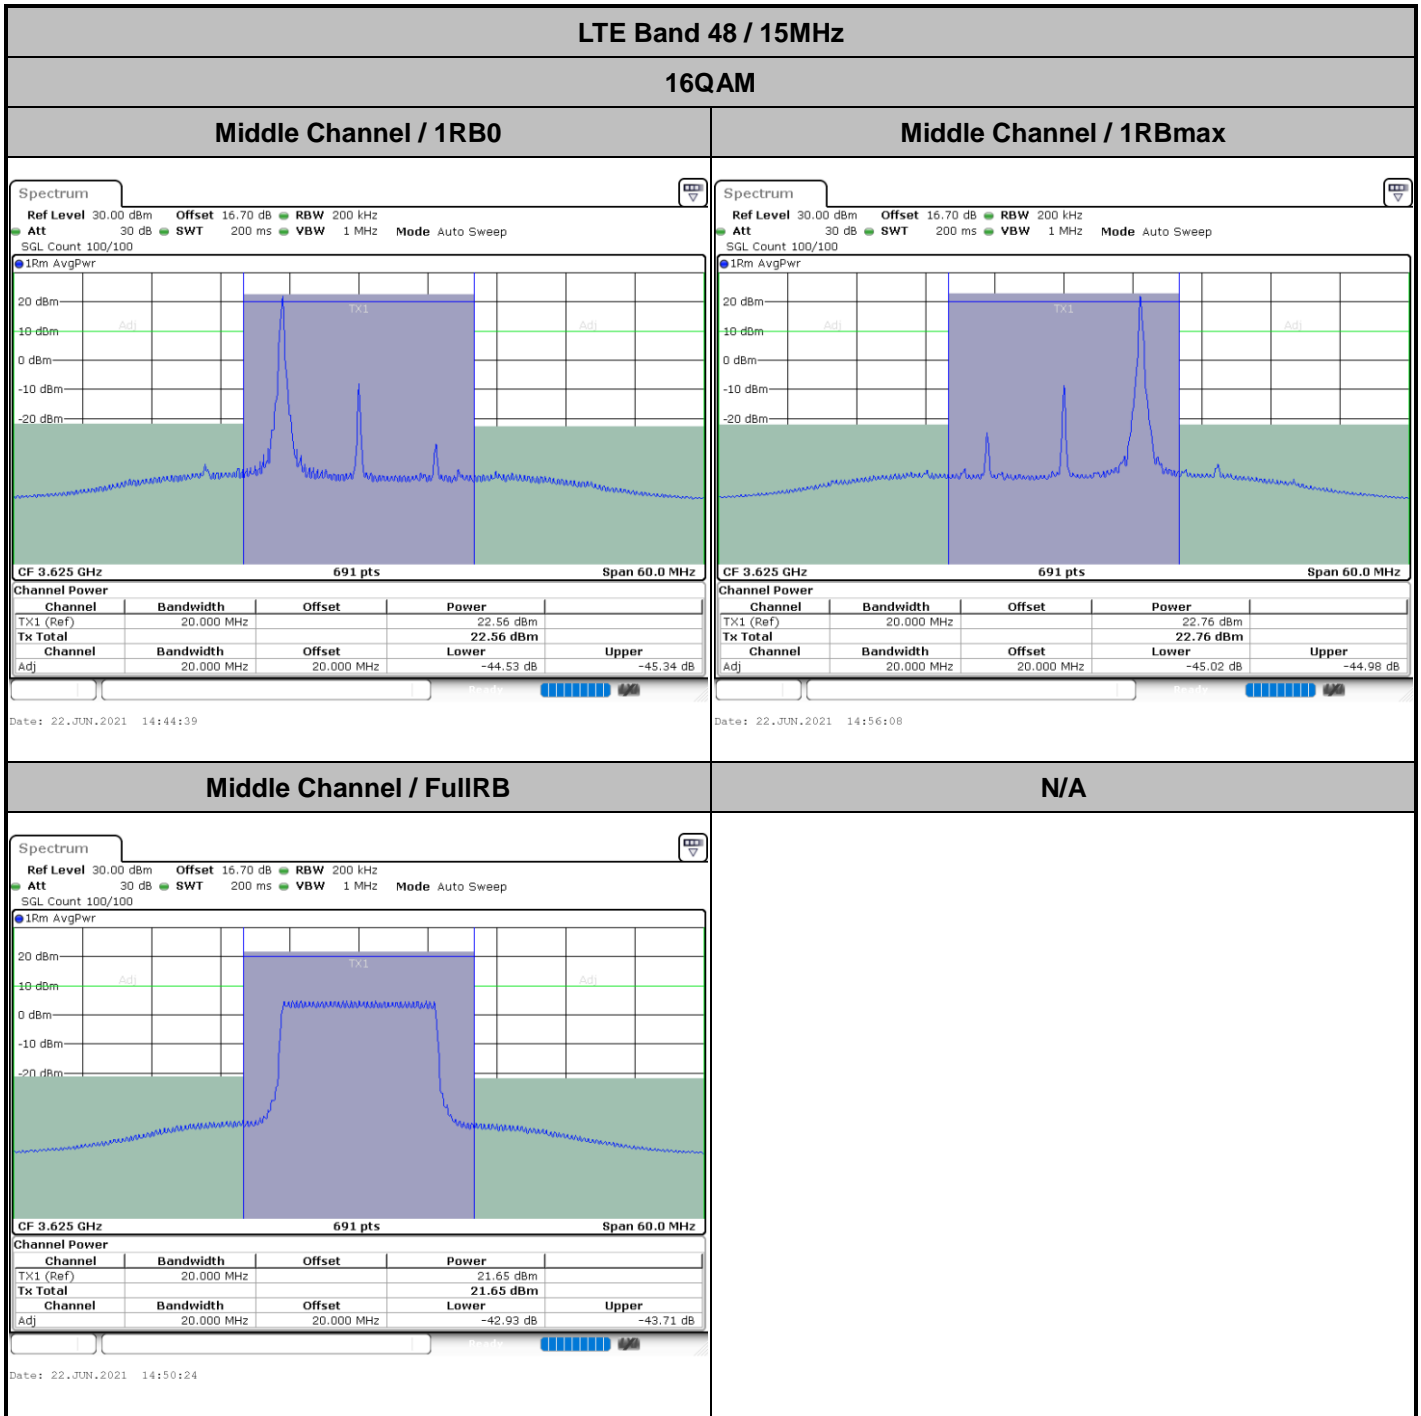 LTE Band 48 / 15MHz
16QAM
Middle Channel / 1RB0
Middle Channel / 1RBmax
Spectrum
Ref Level 30.00 dBm Offset 16.70 dB RBW 200 kHz
Att 30 dB SWT 200 ms VBW 1 MHz Mode Auto Sweep
SGL Count 100/100
1Rm AvgPwr
20 dBm
10 dBm
0 dBm
-10 dBm
-20 dBm
Adj
TX1
Adj
CF 3.625 GHz 691 pts Span 60.0 MHz
Channel Power
Channel Bandwidth Offset Power
TX1 (Ref) 20.000 MHz 22.56 dBm
Tx Total 22.56 dBm
Channel Bandwidth Offset Lower Upper
Adj 20.000 MHz 20.000 MHz -44.53 dB -45.34 dB
Ready
Date: 22.JUN.2021 14:44:39
Spectrum
Ref Level 30.00 dBm Offset 16.70 dB RBW 200 kHz
Att 30 dB SWT 200 ms VBW 1 MHz Mode Auto Sweep
SGL Count 100/100
1Rm AvgPwr
20 dBm
10 dBm
0 dBm
-10 dBm
-20 dBm
Adj
TX1
Adj
CF 3.625 GHz 691 pts Span 60.0 MHz
Channel Power
Channel Bandwidth Offset Power
TX1 (Ref) 20.000 MHz 22.76 dBm
Tx Total 22.76 dBm
Channel Bandwidth Offset Lower Upper
Adj 20.000 MHz 20.000 MHz -45.02 dB -44.98 dB
Ready
Date: 22.JUN.2021 14:56:08
Middle Channel / FullRB
N/A
Spectrum
Ref Level 30.00 dBm Offset 16.70 dB RBW 200 kHz
Att 30 dB SWT 200 ms VBW 1 MHz Mode Auto Sweep
SGL Count 100/100
1Rm AvgPwr
20 dBm
10 dBm
0 dBm
-10 dBm
-20 dBm
Adj
TX1
Adj
CF 3.625 GHz 691 pts Span 60.0 MHz
Channel Power
Channel Bandwidth Offset Power
TX1 (Ref) 20.000 MHz 21.65 dBm
Tx Total 21.65 dBm
Channel Bandwidth Offset Lower Upper
Adj 20.000 MHz 20.000 MHz -42.93 dB -43.71 dB
Ready
Date: 22.JUN.2021 14:50:24